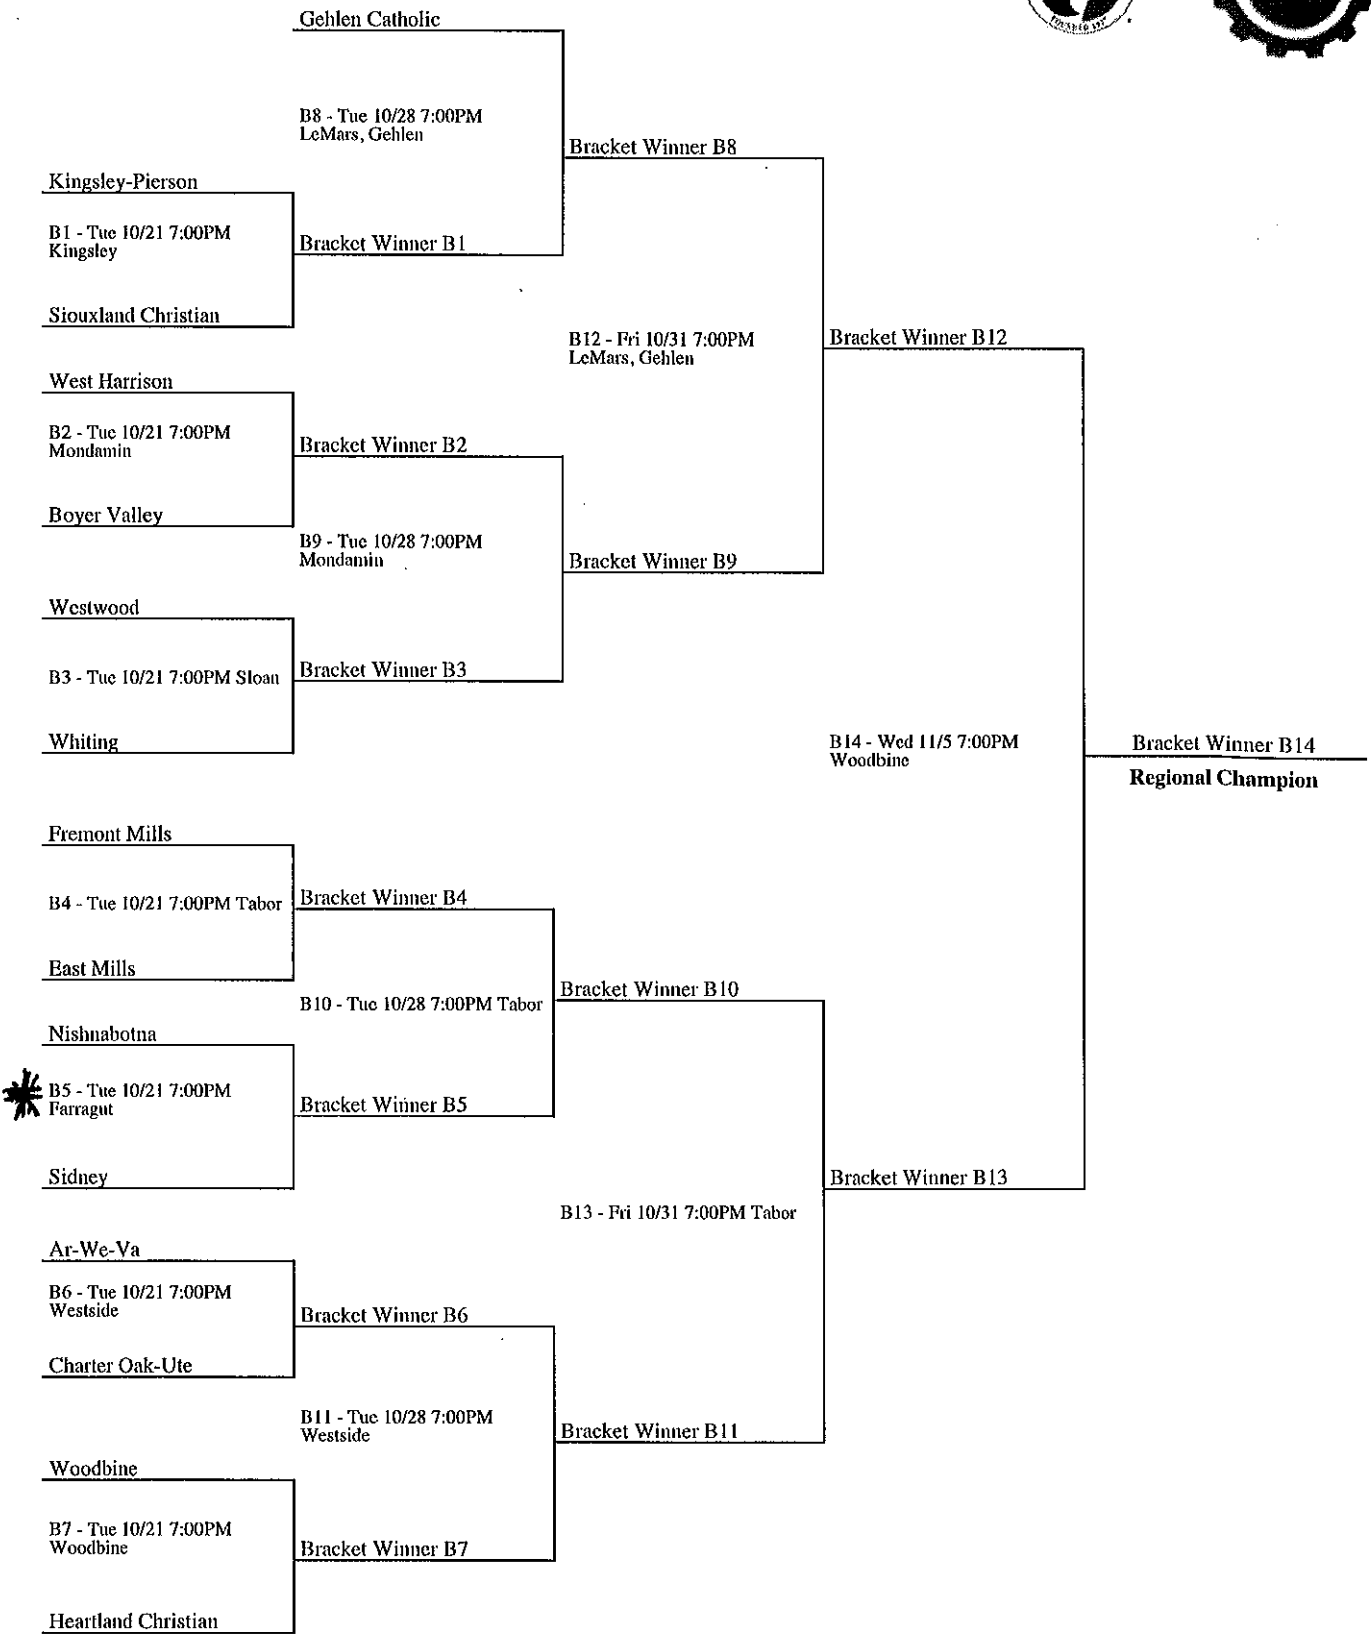 FOUNDED 1937
Gehlen Catholic
B8 - Tue 10/28 7:00PM
LeMars, Gehlen
Bracket Winner B8
Kingsley-Pierson
B1 - Tue 10/21 7:00PM
Kingsley
Bracket Winner B1
Siouxland Christian
B12 - Fri 10/31 7:00PM
LeMars, Gehlen
Bracket Winner B12
West Harrison
B2 - Tue 10/21 7:00PM
Mondamin
Bracket Winner B2
Boyer Valley
B9 - Tue 10/28 7:00PM
Mondamin
Bracket Winner B9
Westwood
B3 - Tue 10/21 7:00PM Sloan
Bracket Winner B3
Whiting
B14 - Wed 11/5 7:00PM
Woodbine
Bracket Winner B14
Regional Champion
Fremont Mills
B4 - Tue 10/21 7:00PM Tabor
Bracket Winner B4
East Mills
B10 - Tue 10/28 7:00PM Tabor
Bracket Winner B10
Nishnabotna
B5 - Tue 10/21 7:00PM
Farragut
Bracket Winner B5
Sidney
B13 - Fri 10/31 7:00PM Tabor
Bracket Winner B13
Ar-We-Va
B6 - Tue 10/21 7:00PM
Westside
Bracket Winner B6
Charter Oak-Ute
B11 - Tue 10/28 7:00PM
Westside
Bracket Winner B11
Woodbine
B7 - Tue 10/21 7:00PM
Woodbine
Bracket Winner B7
Heartland Christian